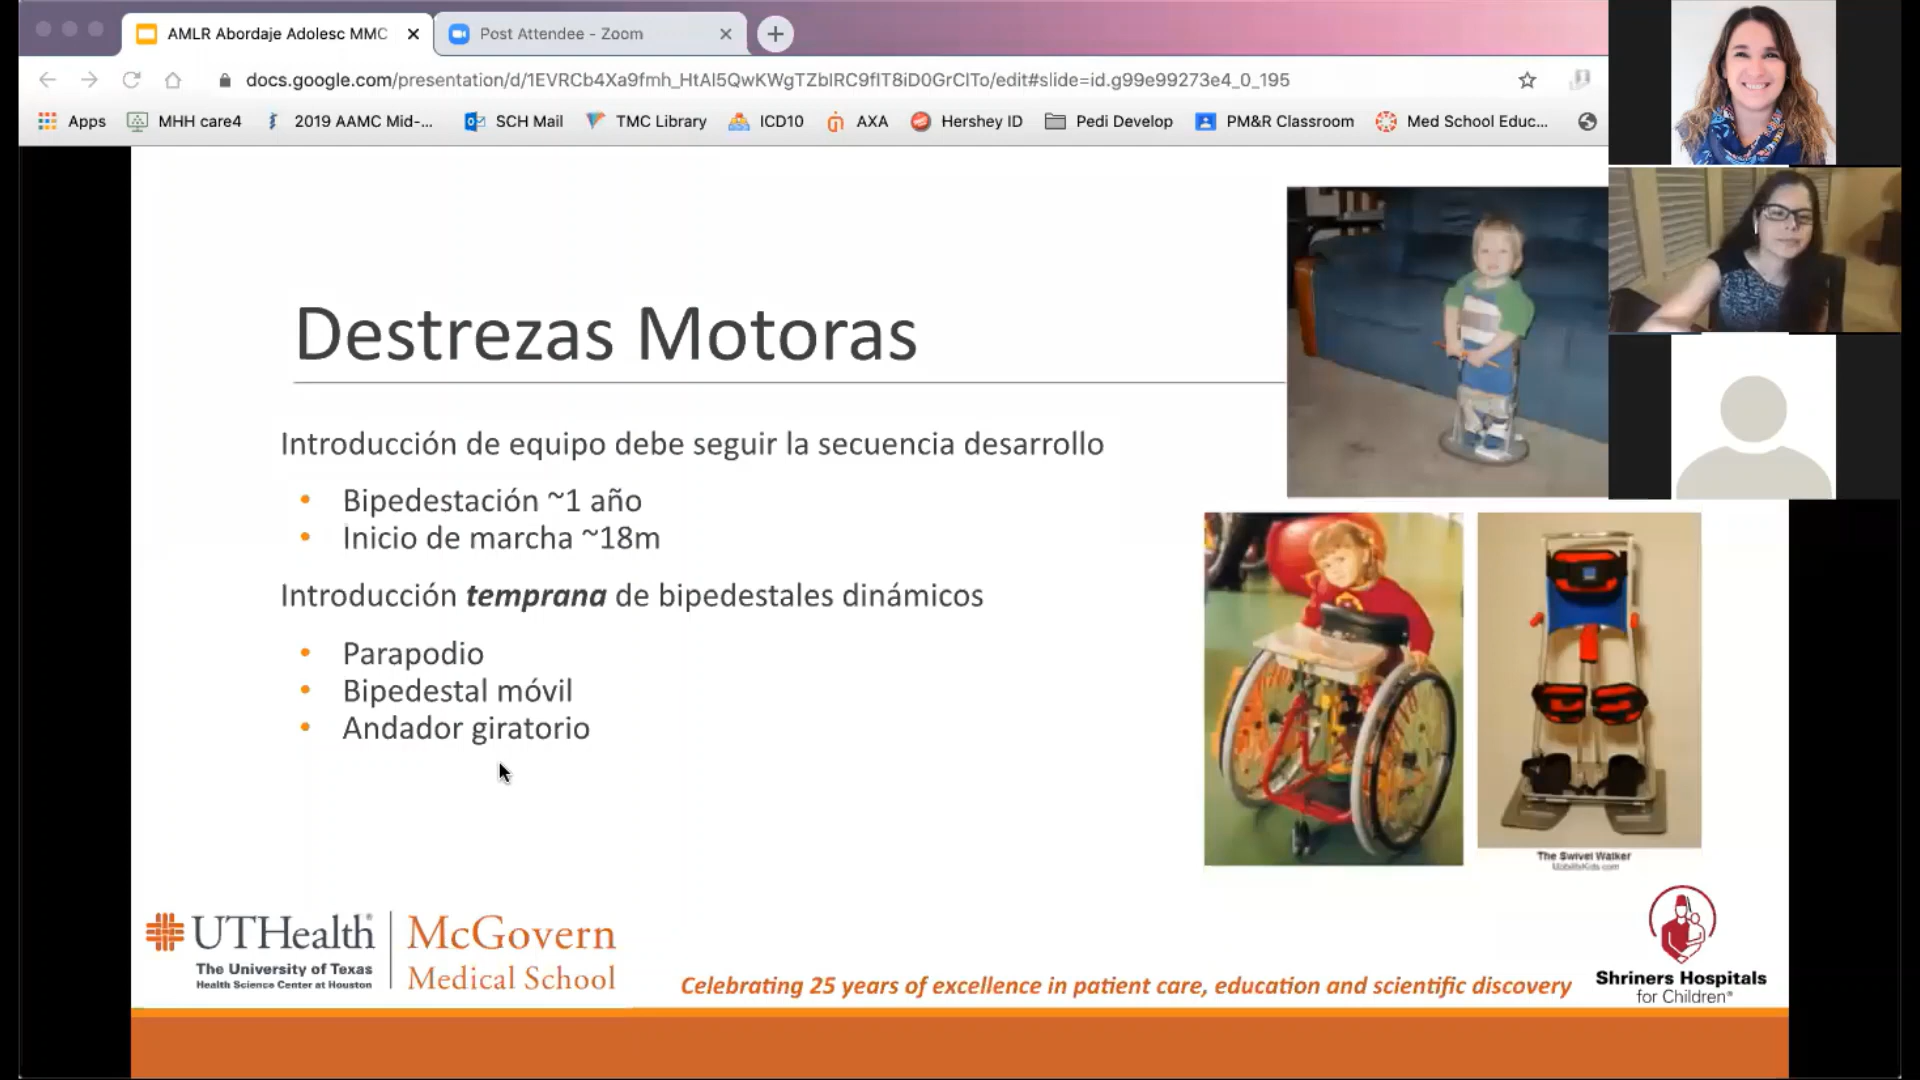 AMLR Abordaje Adolesc MMC
Post Attendee - Zoom
docs.google.com/presentation/d/1EVRCb4Xa9fmh_HtAl5QwKWgTZblRC9flT8iD0GrClTo/edit#slide=id.g99e99273e4_0_195
Apps MHH care4 2019 AAMC Mid-... SCH Mail TMC Library ICD10 AXA Hershey ID Pedi Develop PM&R Classroom Med School Educ...
Destrezas Motoras
Introducción de equipo debe seguir la secuencia desarrollo
• Bipedestación ~1 año
• Inicio de marcha ~18m
Introducción temprana de bipedestales dinámicos
• Parapodio
• Bipedestal móvil
• Andador giratorio
The Swivel Walker
MobilityKids.com
UTHealth®
The University of Texas
Health Science Center at Houston
McGovern
Medical School
Celebrating 25 years of excellence in patient care, education and scientific discovery
Shriners Hospitals
for Children®